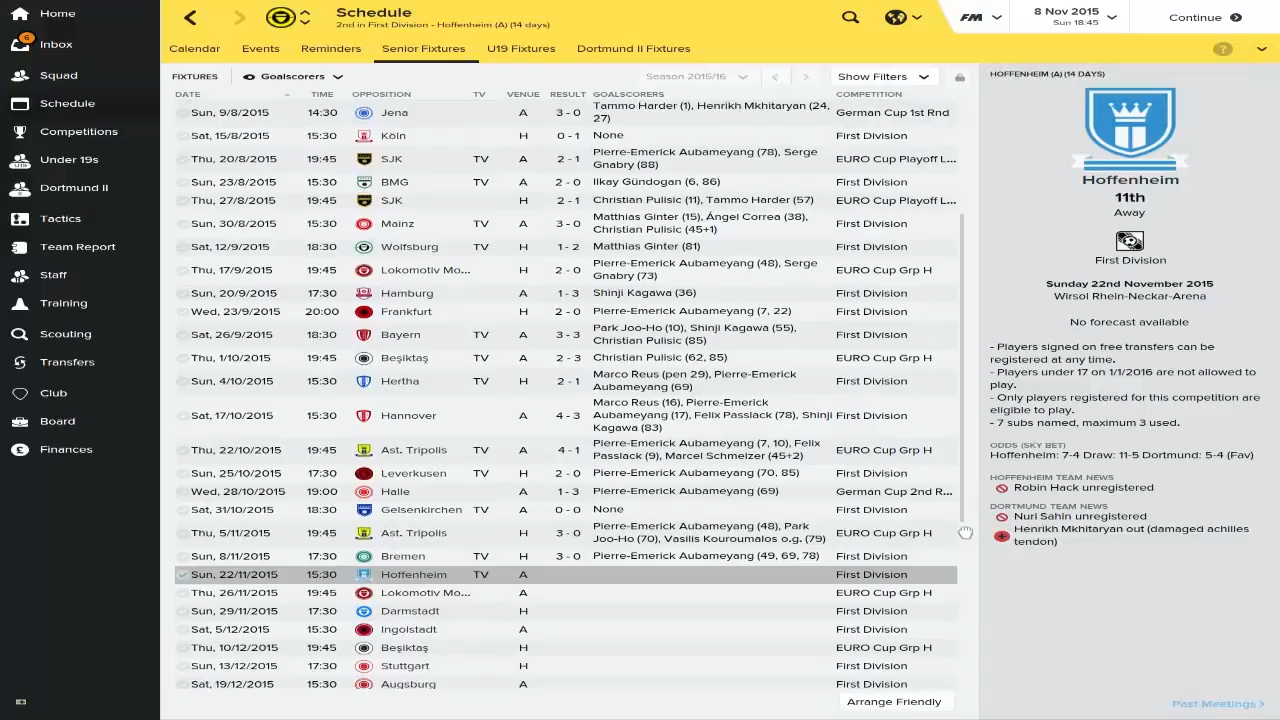 Home
Inbox
6
Squad
Schedule
Competitions
Under 19s
U19
Dortmund II
Tactics
Team Report
Staff
Training
Scouting
Transfers
Club
Board
Finances
Schedule
2nd in First Division - Hoffenheim (A) (14 days)
FM
8 Nov 2015
Sun 18:45
Continue
Calendar Events Reminders Senior Fixtures U19 Fixtures Dortmund II Fixtures
?
FIXTURES Goalscorers Season 2015/16 < > Show Filters
DATE TIME OPPOSITION TV VENUE RESULT GOALSCORERS COMPETITION
Sun, 9/8/2015 14:30 Jena A 3 - 0 Tammo Harder (1), Henrikh Mkhitaryan (24, 27) German Cup 1st Rnd
Sat, 15/8/2015 15:30 Köln H 0 - 1 None First Division
Thu, 20/8/2015 19:45 SJK TV A 2 - 1 Pierre-Emerick Aubameyang (78), Serge Gnabry (88) EURO Cup Playoff L...
Sun, 23/8/2015 15:30 BMG TV A 2 - 0 Ilkay Gündogan (6, 86) First Division
Thu, 27/8/2015 19:45 SJK H 2 - 1 Christian Pulisic (11), Tammo Harder (57) EURO Cup Playoff L...
Sun, 30/8/2015 15:30 Mainz TV A 3 - 0 Matthias Ginter (15), Ángel Correa (38), Christian Pulisic (45+1) First Division
Sat, 12/9/2015 18:30 Wolfsburg TV H 1 - 2 Matthias Ginter (81) First Division
Thu, 17/9/2015 19:45 Lokomotiv Mo... H 2 - 0 Pierre-Emerick Aubameyang (48), Serge Gnabry (73) EURO Cup Grp H
Sun, 20/9/2015 17:30 Hamburg A 1 - 3 Shinji Kagawa (36) First Division
Wed, 23/9/2015 20:00 Frankfurt H 2 - 0 Pierre-Emerick Aubameyang (7, 22) First Division
Sat, 26/9/2015 18:30 Bayern TV A 3 - 3 Park Joo-Ho (10), Shinji Kagawa (55), Christian Pulisic (85) First Division
Thu, 1/10/2015 19:45 Beşiktaş TV A 2 - 3 Christian Pulisic (62, 85) EURO Cup Grp H
Sun, 4/10/2015 15:30 Hertha TV H 2 - 1 Marco Reus (pen 29), Pierre-Emerick Aubameyang (69) First Division
Sat, 17/10/2015 15:30 Hannover A 4 - 3 Marco Reus (16), Pierre-Emerick Aubameyang (17), Felix Passlack (78), Shinji Kagawa (83) First Division
Thu, 22/10/2015 19:45 Ast. Tripolis TV A 4 - 1 Pierre-Emerick Aubameyang (7, 10), Felix Passlack (9), Marcel Schmelzer (45+2) EURO Cup Grp H
Sun, 25/10/2015 17:30 Leverkusen TV H 2 - 0 Pierre-Emerick Aubameyang (70, 85) First Division
Wed, 28/10/2015 19:00 Halle A 1 - 3 Pierre-Emerick Aubameyang (69) German Cup 2nd R...
Sat, 31/10/2015 18:30 Gelsenkirchen TV A 0 - 0 None First Division
Thu, 5/11/2015 19:45 Ast. Tripolis H 3 - 0 Pierre-Emerick Aubameyang (48), Park Joo-Ho (70), Vasilis Kouroumalos o.g. (79) EURO Cup Grp H
Sun, 8/11/2015 17:30 Bremen TV H 3 - 0 Pierre-Emerick Aubameyang (49, 69, 78) First Division
Sun, 22/11/2015 15:30 Hoffenheim TV A First Division
Thu, 26/11/2015 19:45 Lokomotiv Mo... A EURO Cup Grp H
Sun, 29/11/2015 17:30 Darmstadt H First Division
Sat, 5/12/2015 15:30 Ingolstadt A First Division
Thu, 10/12/2015 19:45 Beşiktaş H EURO Cup Grp H
Sun, 13/12/2015 17:30 Stuttgart H First Division
Sat, 19/12/2015 15:30 Augsburg A First Division
Arrange Friendly
HOFFENHEIM (A) (14 DAYS)
Hoffenheim
11th
Away
First Division
Sunday 22nd November 2015
Wirsol Rhein-Neckar-Arena
No forecast available
- Players signed on free transfers can be
registered at any time.
- Players under 17 on 1/1/2016 are not allowed to
play.
- Only players registered for this competition are
eligible to play.
- 7 subs named, maximum 3 used.
ODDS (SKY BET)
Hoffenheim: 7-4 Draw: 11-5 Dortmund: 5-4 (Fav)
HOFFENHEIM TEAM NEWS
Robin Hack unregistered
DORTMUND TEAM NEWS
Nuri Sahin unregistered
Henrikh Mkhitaryan out (damaged achilles
tendon)
Past Meetings >